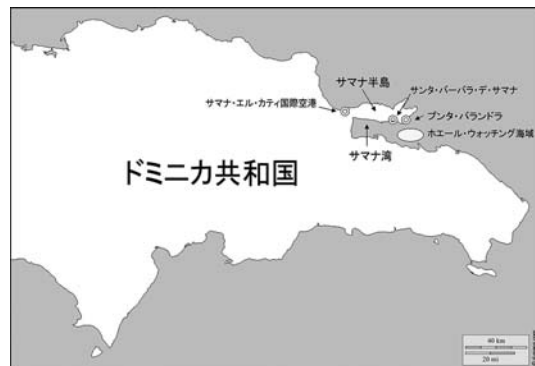 サマナ半島
サンタ・バーバラ・デ・サマナ
サマナ・エル・カティ国際空港
プンタ・バランドラ
ホエール・ウォッチング海域
サマナ湾
ドミニカ共和国
40 km
20 mi